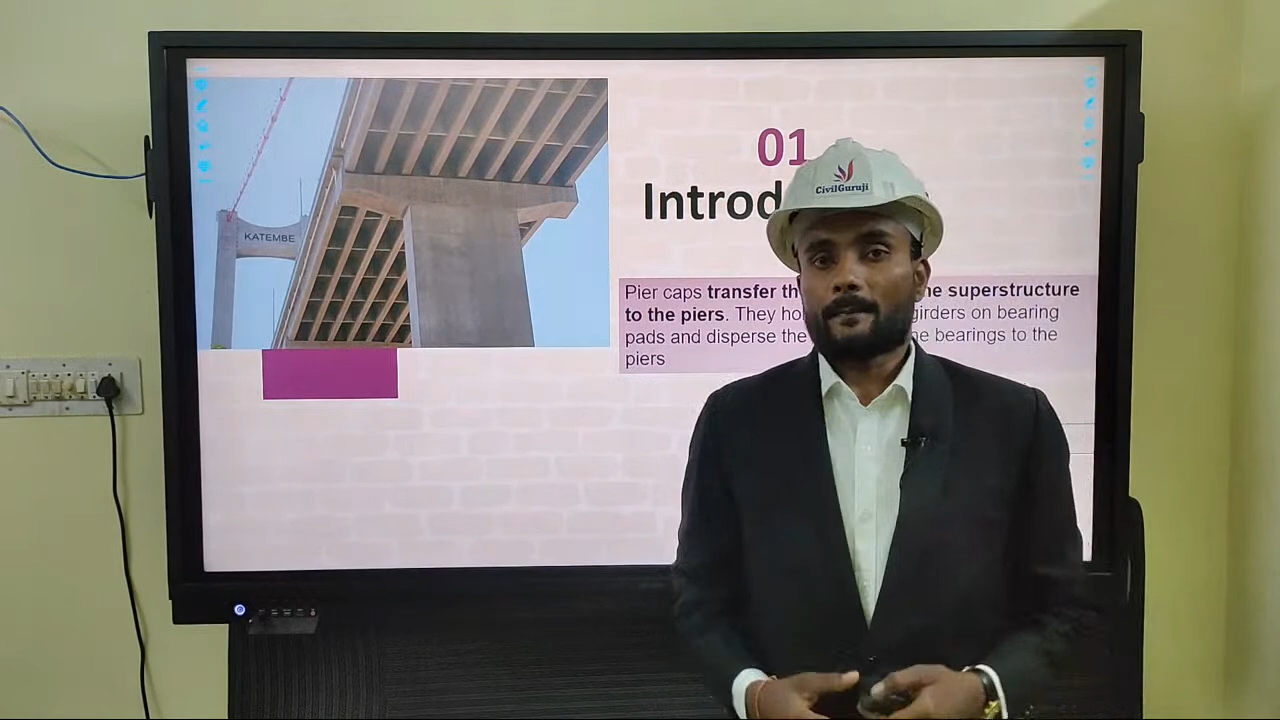 KATEMBE
01
Introd
CivilGuruji
Pier caps transfer th ne superstructure
to the piers. They ho girders on bearing
pads and disperse the he bearings to the
piers